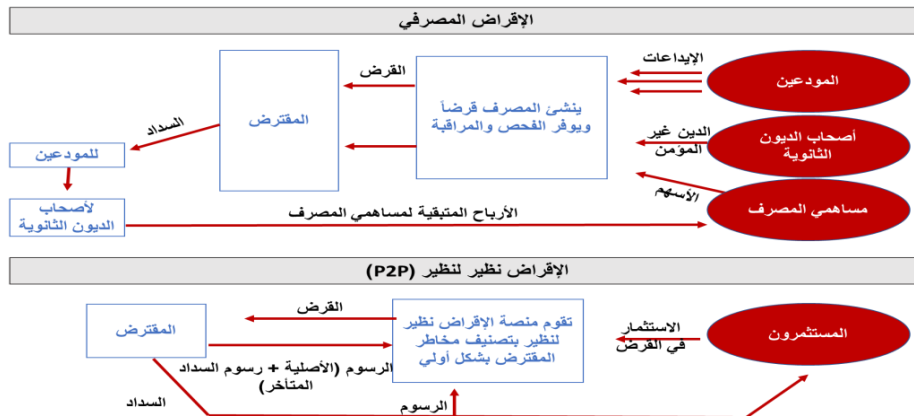 الإقراض المصرفي
المودعين
الإيداعات
أصحاب الديون
الثانوية
الدين غير
المؤمن
مساهمي المصرف
الأسهم
ينشئ المصرف قرضاً
ويوفر الفحص والمراقبة
القرض
المقترض
السداد
للمودعين
لأصحاب
الديون الثانوية
الأرباح المتبقية لمساهمي المصرف
الإقراض نظير لنظير (P2P)
المستثمرون
الاستثمار
في القرض
تقوم منصة الإقراض نظير
لنظير بتصنيف مخاطر
المقترض بشكل أولي
القرض
المقترض
الرسوم (الأصلية + رسوم السداد
المتأخر)
السداد
الرسوم